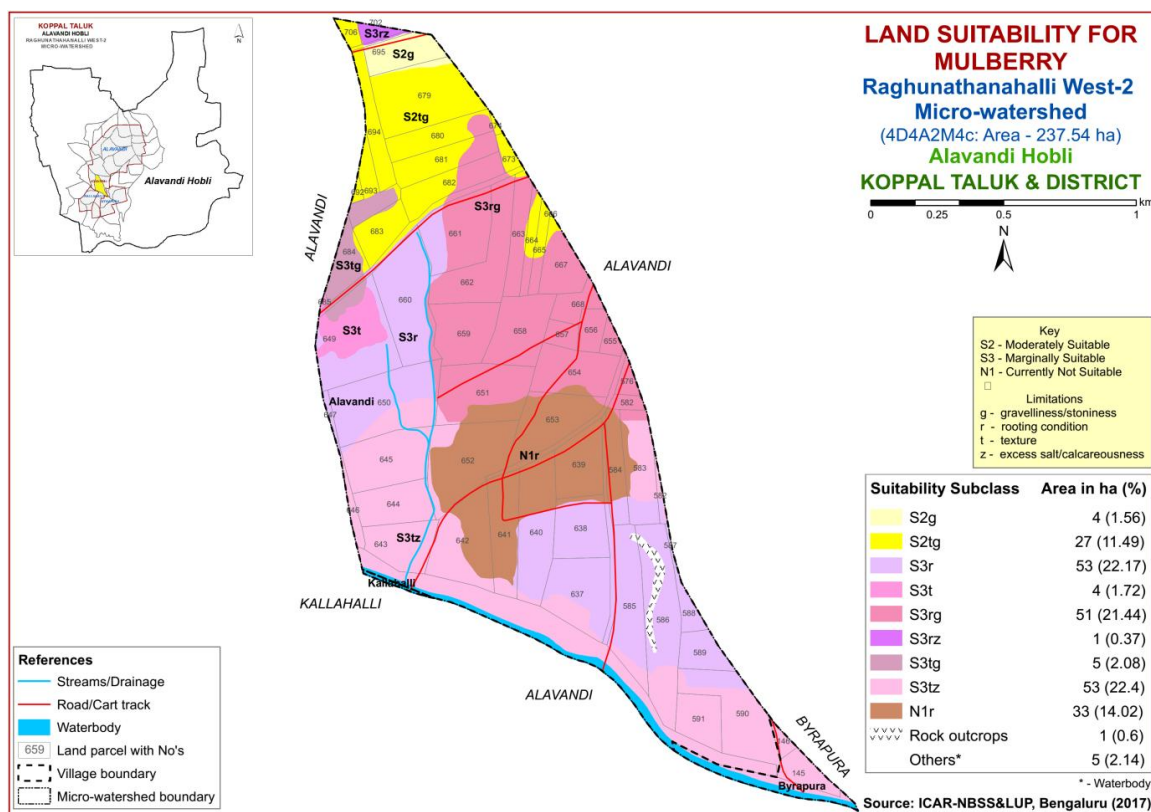 KOPPAL TALUK
ALAVANDI HOBLI
RAGHUNATHANAHALLI WEST-2
MICRO-WATERSHED
N
ALAVANDI
Alavandi Hobli
LAND SUITABILITY FOR
MULBERRY
Raghunathanahalli West-2
Micro-watershed
(4D4A2M4c: Area - 237.54 ha)
Alavandi Hobli
KOPPAL TALUK & DISTRICT
0 0.25 0.5 1
km
N
702
706
S3rz
695
S2g
679
S2tg
694
680
674
681
673
682
692
693
S3rg
666
683
661
663
664
665
684
667
S3tg
662
660
685
668
S3t
S3r
659
658
657
656
649
655
654
576
651
Alavandi
650
582
647
653
645
652
N1r
639
584
583
582
644
646
S3tz
643
642
641
640
638
587
Kallahalli
637
585
586
588
589
591
590
146
145
Byrapura
ALAVANDI
ALAVANDI
KALLAHALLI
ALAVANDI
BYRAPURA
Key
S2 - Moderately Suitable
S3 - Marginally Suitable
N1 - Currently Not Suitable
Limitations
g - gravelliness/stoniness
r - rooting condition
t - texture
z - excess salt/calcareousness
Suitability Subclass Area in ha (%)
S2g 4 (1.56)
S2tg 27 (11.49)
S3r 53 (22.17)
S3t 4 (1.72)
S3rg 51 (21.44)
S3rz 1 (0.37)
S3tg 5 (2.08)
S3tz 53 (22.4)
N1r 33 (14.02)
Rock outcrops 1 (0.6)
Others* 5 (2.14)
* - Waterbody
Source: ICAR-NBSS&LUP, Bengaluru (2017)
References
Streams/Drainage
Road/Cart track
Waterbody
659 Land parcel with No's
Village boundary
Micro-watershed boundary